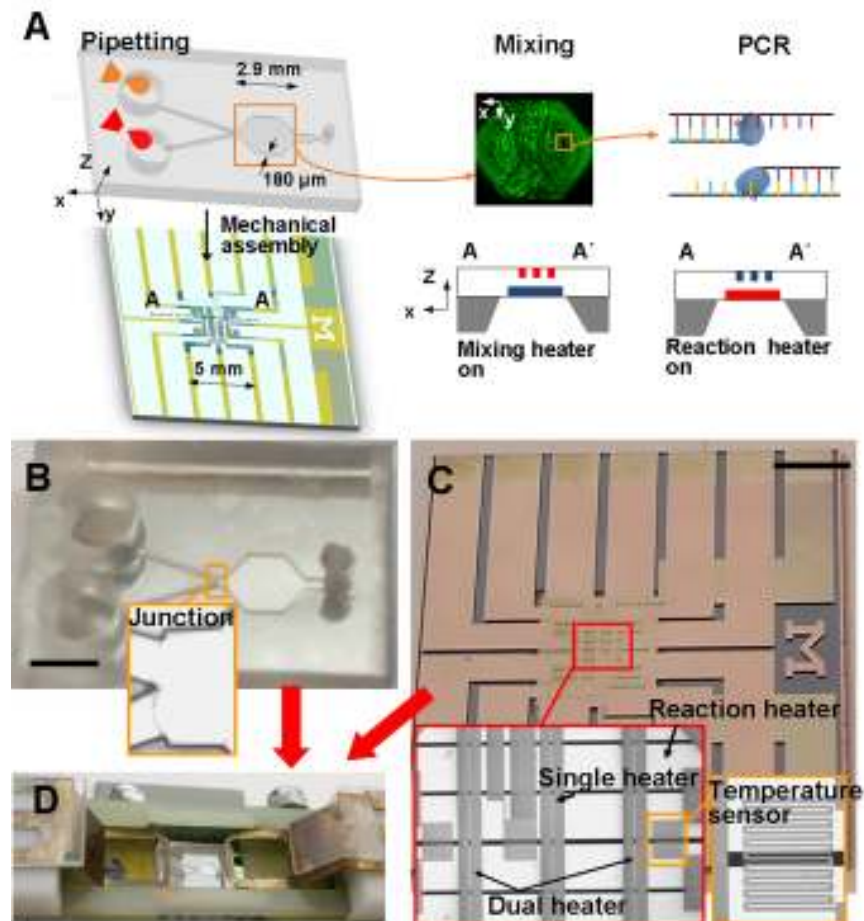 A
Pipetting
Mixing
PCR
2.9 mm
x
y
180 µm
Z
x
y
Mechanical
assembly
A
A´
M
5 mm
A
A´
Z
x
Mixing heater
on
A
A´
Reaction heater
on
B
Junction
C
M
Reaction heater
Single heater
Temperature
sensor
Dual heater
D